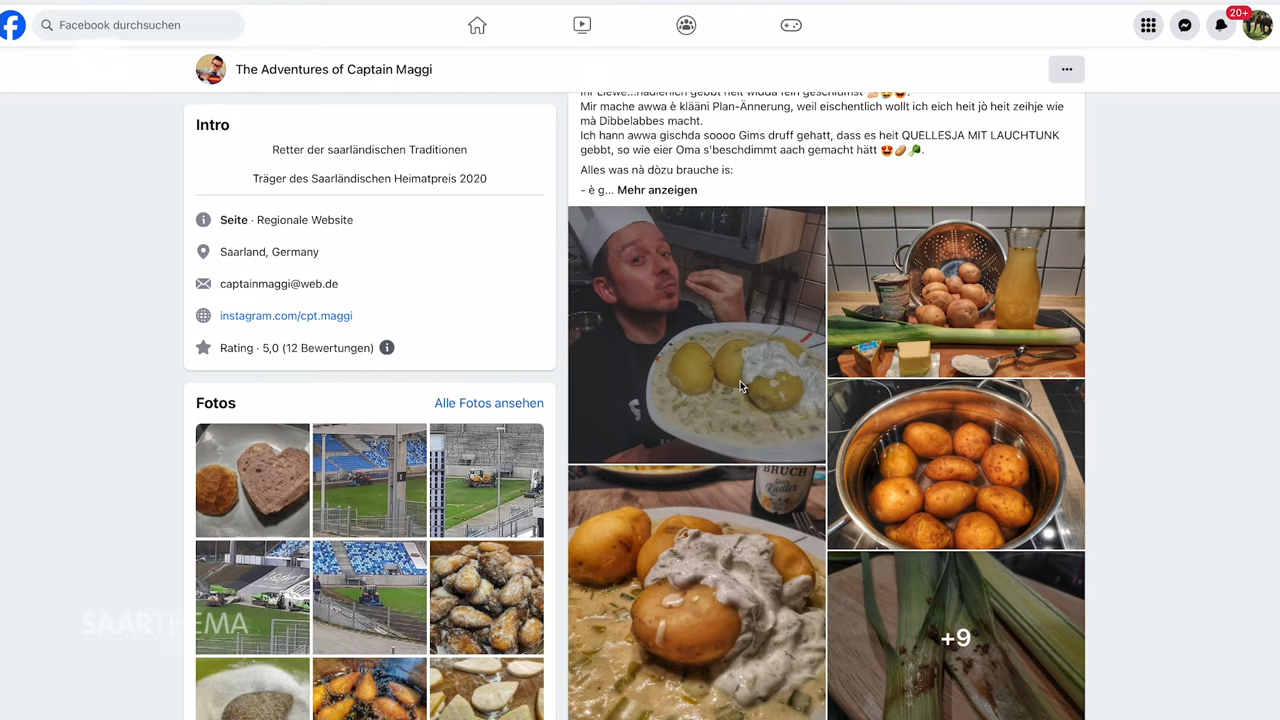 Facebook durchsuchen
20+
The Adventures of Captain Maggi
Intro
Retter der saarländischen Traditionen
Träger des Saarländischen Heimatpreis 2020
Seite · Regionale Website
Saarland, Germany
captainmaggi@web.de
instagram.com/cpt.maggi
Rating · 5,0 (12 Bewertungen)
Fotos
Alle Fotos ansehen
SAARTHEMA
Mir mache awwa è klääni Plan-Ännerung, weil eischentlich wollt ich eich heit jò heit zeihje wie
mà Dibbelabbes macht.
Ich hann awwa gischda soooo Gims druff gehatt, dass es heit QUELLESJA MIT LAUCHTUNK
gebbt, so wie eier Oma s'beschdimmt aach gemacht hätt
Alles was nà dòzu brauche is:
- è g... Mehr anzeigen
BRUCH
Radler
+9